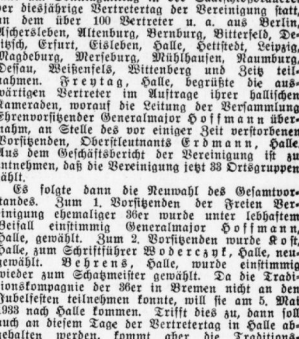 der diesjährige Vertretertag der Vereinigung statt,
an dem über 100 Vertreter u. a. aus Berlin,
Aschersleben, Altenburg, Bernburg, Bitterfeld, De-
litzsch, Erfurt, Eisleben, Halle, Hettstedt, Leipzig,
Magdeburg, Merseburg, Mühlhausen, Naumburg,
Dessau, Weißenfels, Wittenberg und Zeitz teil-
nahmen. Freytag, Halle, begrüßte die aus-
wärtigen Vertreter im Auftrage ihrer hallischen
Kameraden, worauf die Leitung der Versammlung
Ehrenvorsitzender Generalmajor Hoffmann über-
nahm, an Stelle des vor einiger Zeit verstorbenen
Vorsitzenden, Oberstleutnants Erdmann, Halle.
Aus dem Geschäftsbericht der Vereinigung ist zu
entnehmen, daß die Vereinigung jetzt 33 Ortsgruppen
zählt.
Es folgte dann die Neuwahl des Gesamtvor-
standes. Zum 1. Vorsitzenden der Freien Ver-
einigung ehemaliger 36er wurde unter lebhaftem
Beifall einstimmig Generalmajor Hoffmann,
Halle, gewählt. Zum 2. Vorsitzenden wurde Kost,
Halle, zum Schriftführer Woderczyk, Halle, neu-
gewählt. Behrens, Halle, wurde einstimmig
wieder zum Schatzmeister gewählt. Da die Tradi-
tionskompagnie der 36er in Bremen nicht an den
Jubelfesten teilnehmen konnte, will sie am 5. Mai
1933 nach Halle kommen. Trifft dies zu, dann soll
auch an diesem Tage der Vertretertag in Halle ab-
gehalten werden, kommt aber die Traditions-